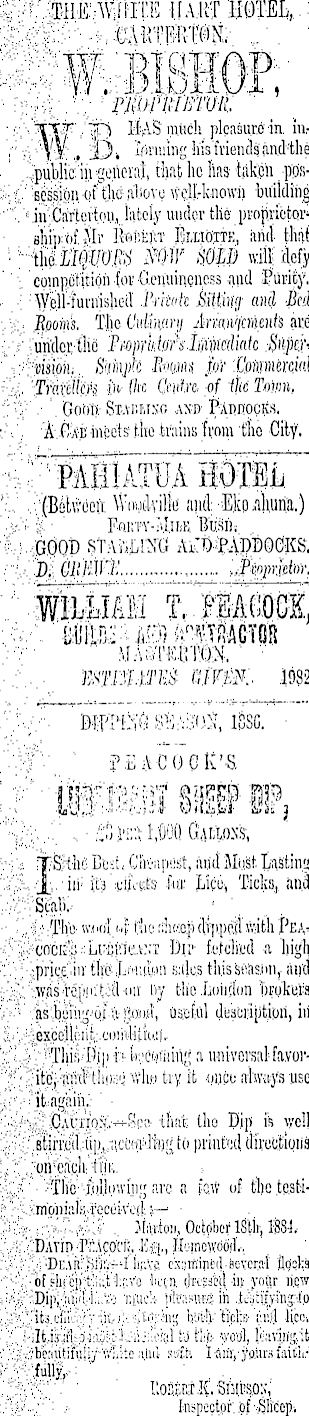 THE WHITE HART HOTEL,
CARTERTON.
W. BISHOP,
PROPRIETOR.
W. B. HAS much pleasure in in-
forming his friends and the
public in general, that he has taken pos-
session of the above well-known building
in Carterton, lately under the proprietor-
ship of Mr ROBERT ELLIOTTE, and that
the LIQUORS NOW SOLD will defy
competition for Genuineness and Purity.
Well-furnished Private Sitting and Bed
Rooms. The Culinary Arrangements are
under the Proprietor's Immediate Super-
vision. Sample Rooms for Commercial
Travellers in the Centre of the Town.
GOOD STABLING AND PADDOCKS.
A CAB meets the trains from the City.
PAHIATUA HOTEL
(Between Woodville and Eketahuna.)
FORTY-MILE BUSH.
GOOD STABLING AND PADDOCKS.
D. CREWE.....................Proprietor.
WILLIAM T. PEACOCK,
BUILDER AND CONTRACTOR
MASTERTON.
ESTIMATES GIVEN. 1982
DIPPING SEASON, 1886.
PEACOCK'S
LUBRICANT SHEEP DIP,
£5 PER 1,000 GALLONS,
IS the Best, Cheapest, and Most Lasting
in its effects for Lice, Ticks, and
Scab.
The wool of the sheep dipped with PEA-
COCK'S LUBRICANT DIP fetched a high
price in the London sales this season, and
was reported on by the London brokers
as being of a good, useful description, in
excellent condition.
This Dip is becoming a universal favor-
ite, and those who try it once always use
it again.
CAUTION.—See that the Dip is well
stirred up, according to printed directions
on each tin.
The following are a few of the testi-
monials received:—
Marton, October 18th, 1884.
DAVID PEACOCK, Esq., Homewood.
DEAR SIR,—I have examined several flocks
of sheep that have been dressed in your new
Dip, and have much pleasure in testifying to
its efficacy in destroying both ticks and lice.
It is also most beneficial to the wool, leaving it
beautifully white and soft. I am, yours faith-
fully,
ROBERT K. SIMPSON,
Inspector of Sheep.